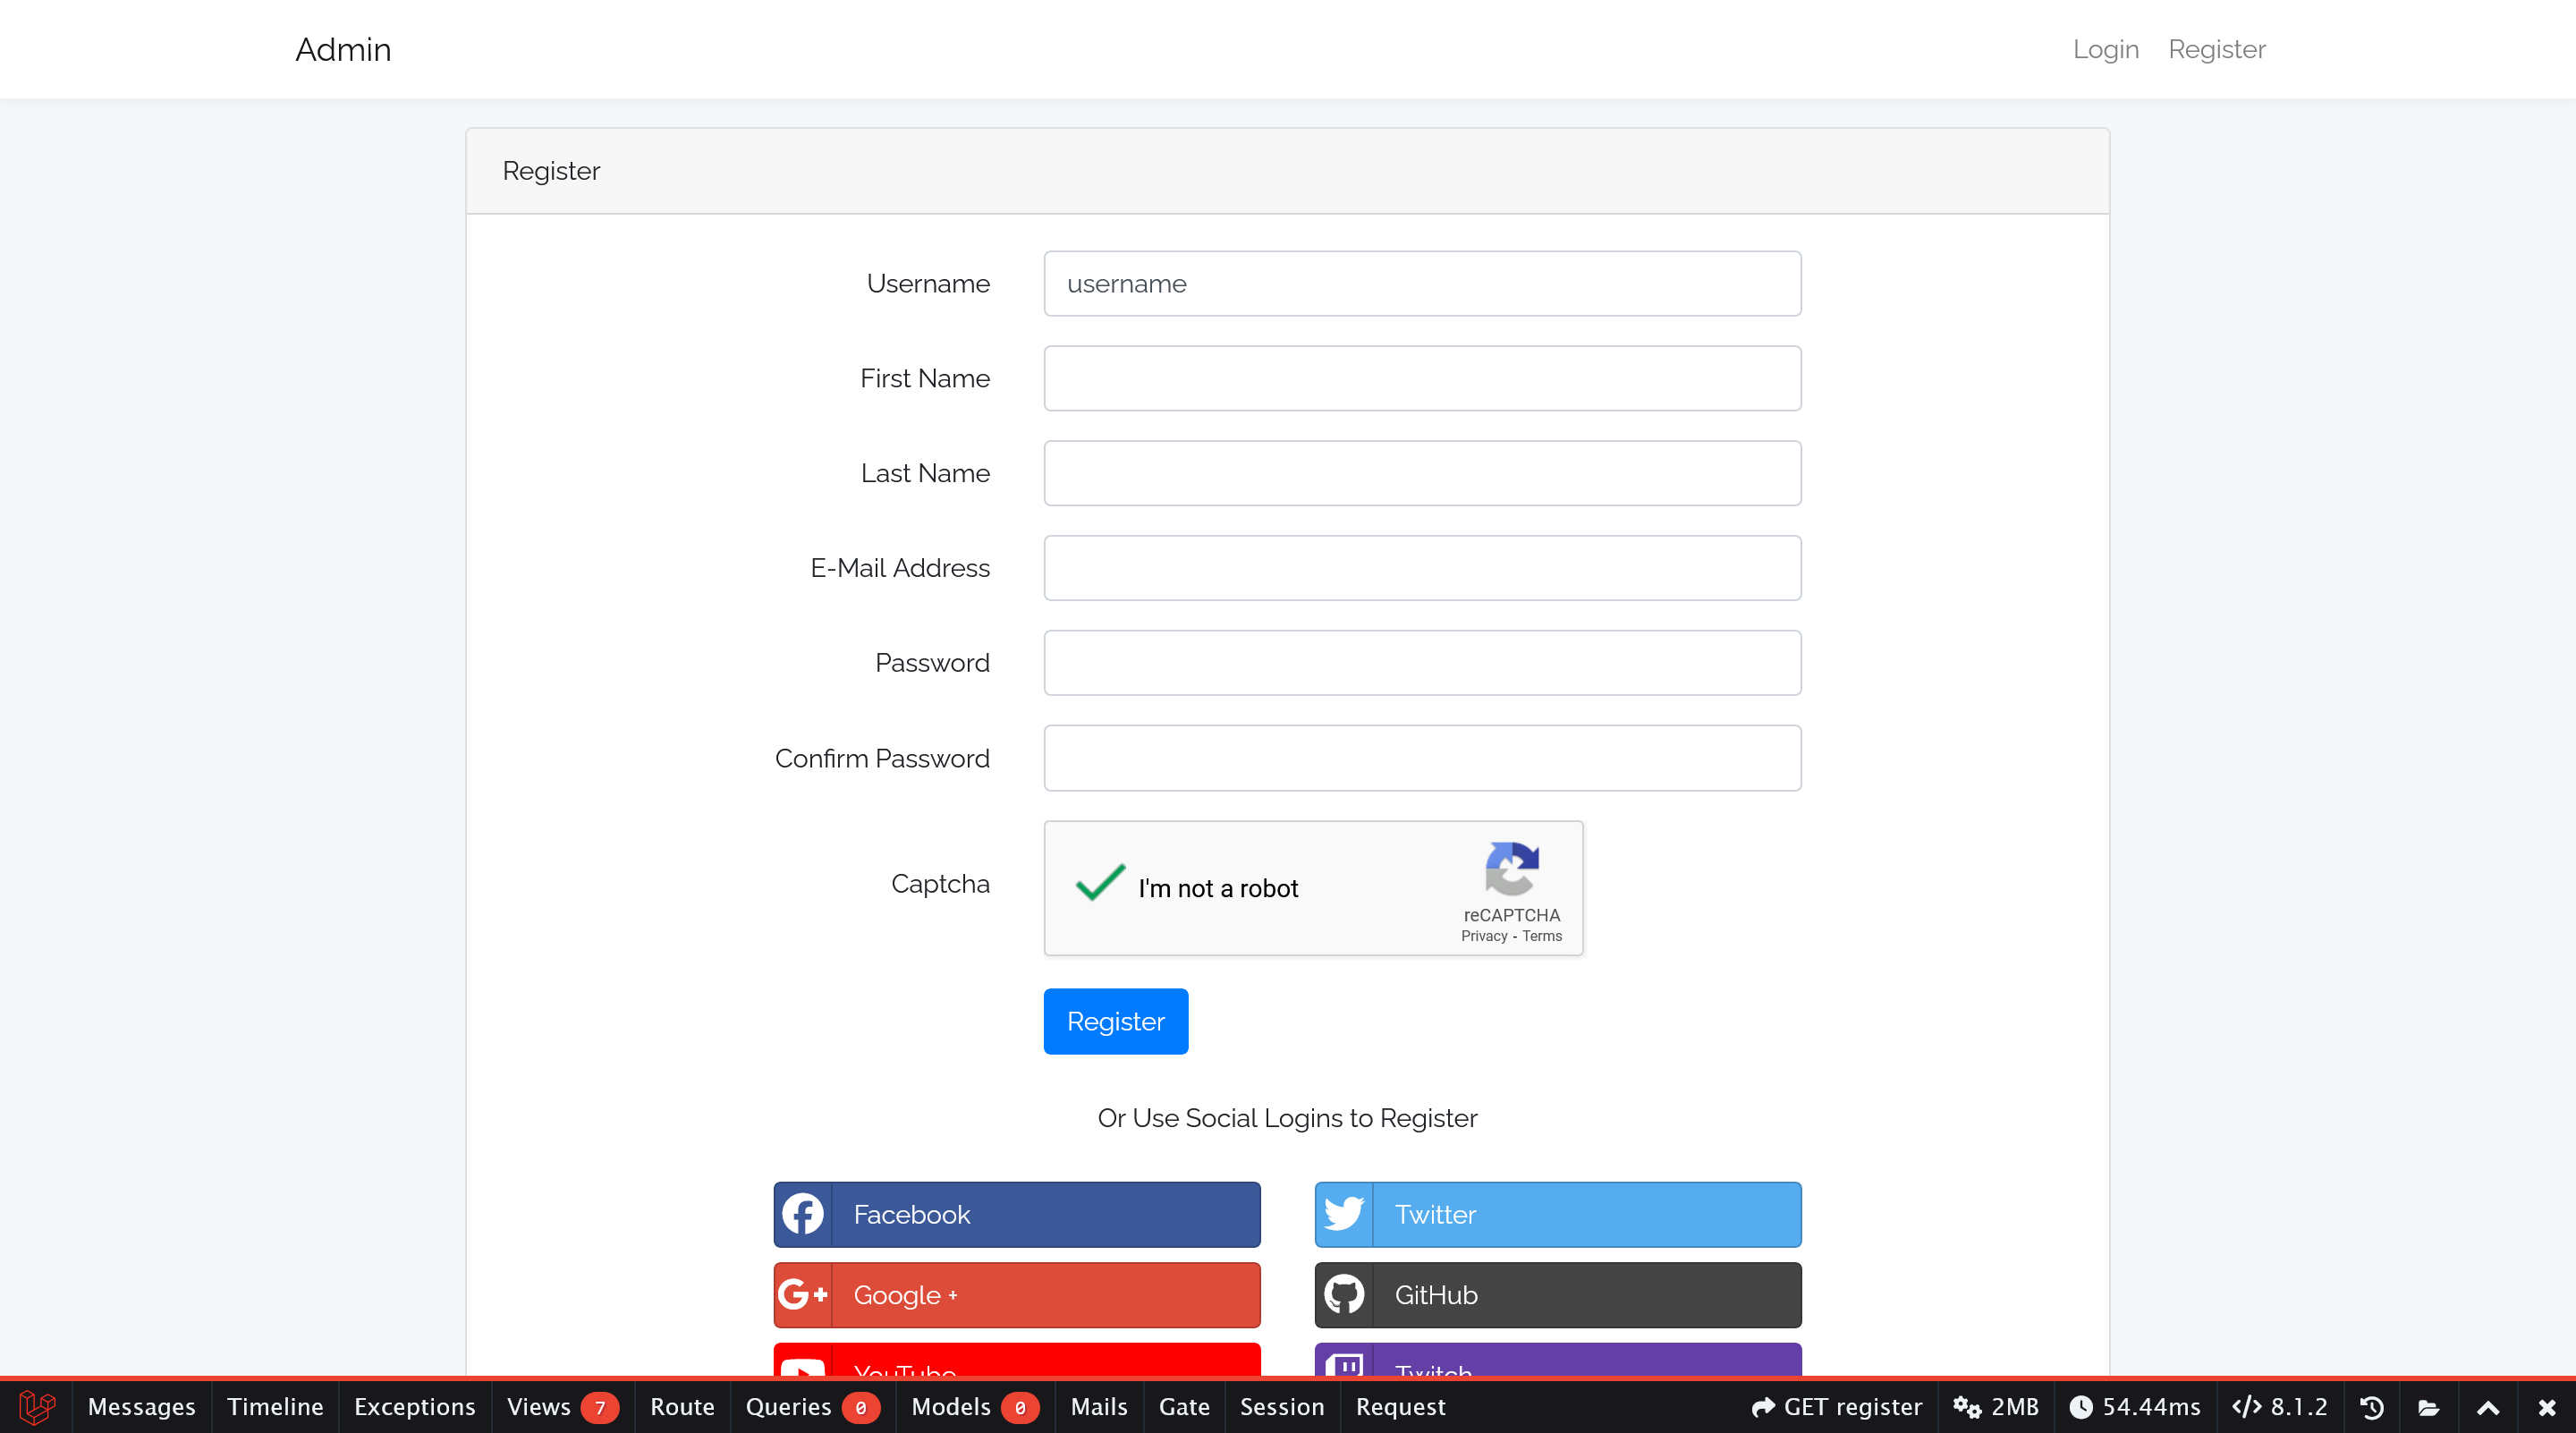 Admin
Login Register
Register
Username username
First Name
Last Name
E-Mail Address
Password
Confirm Password
Captcha
I'm not a robot
reCAPTCHA
Privacy - Terms
Register
Or Use Social Logins to Register
Facebook Twitter
G+ Google + GitHub
YouTube Twitch
Messages Timeline Exceptions Views 7 Route Queries 0 Models 0 Mails Gate Session Request GET register 2MB 54.44ms </> 8.1.2